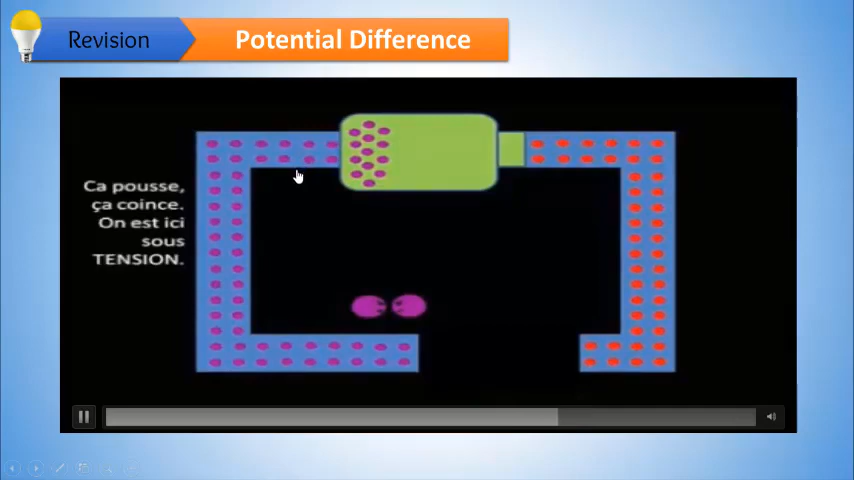 Revision
Potential Difference
Ca pousse,
ça coince.
On est ici
sous
TENSION.